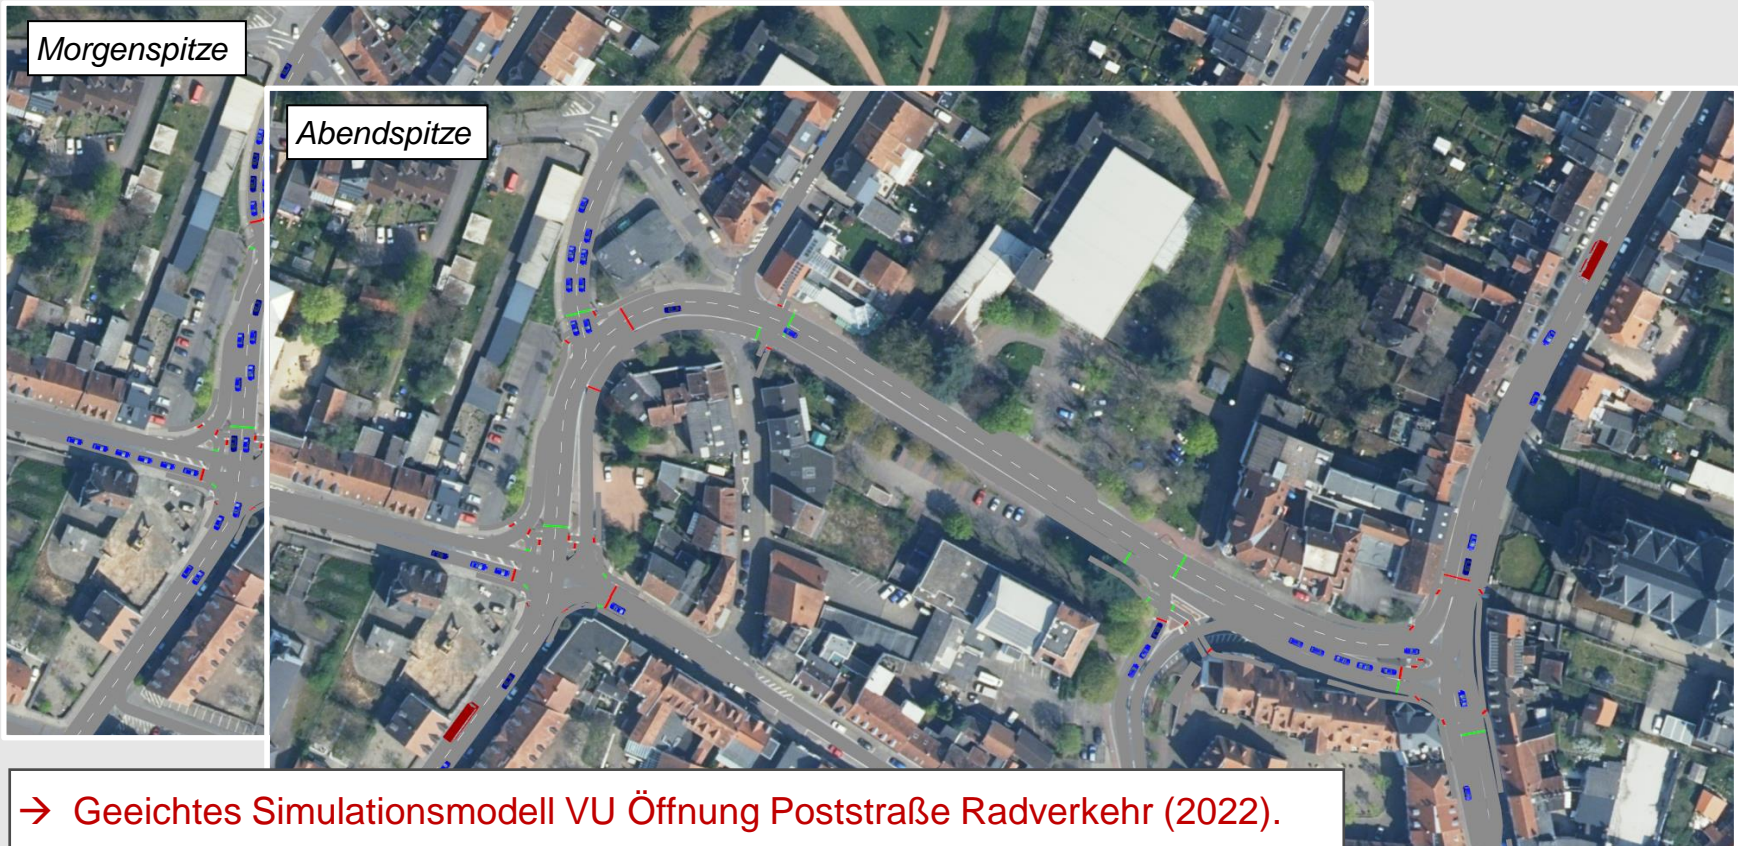 Morgenspitze
Abendspitze
→ Geeichtes Simulationsmodell VU Öffnung Poststraße Radverkehr (2022).